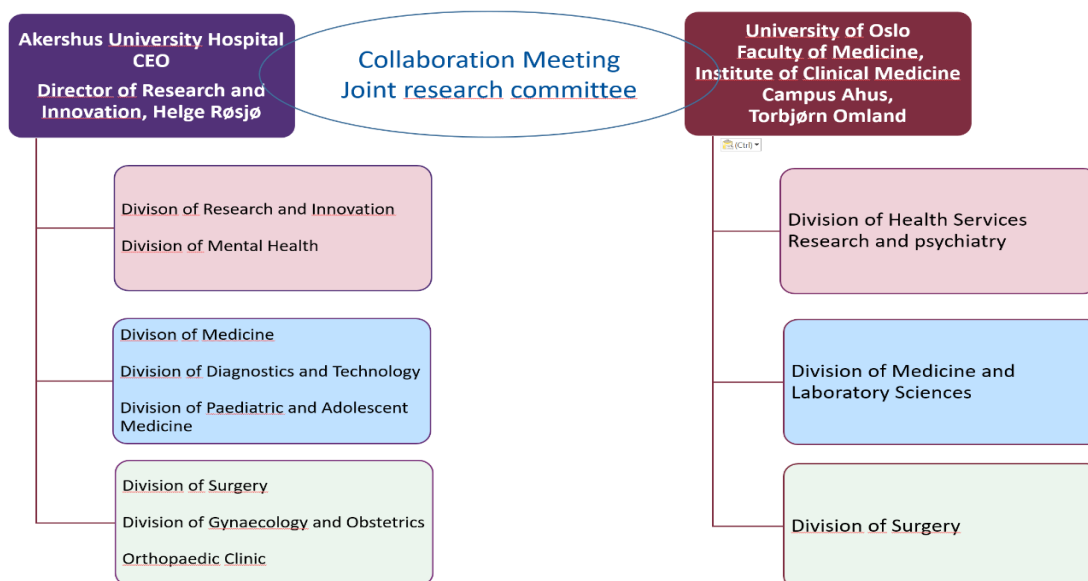 Akershus University Hospital
CEO
Director of Research and
Innovation, Helge Røsjø
Collaboration Meeting
Joint research committee
University of Oslo
Faculty of Medicine,
Institute of Clinical Medicine
Campus Ahus,
Torbjørn Omland
(Ctrl)
Divison of Research and Innovation
Division of Mental Health
Division of Health Services
Research and psychiatry
Divison of Medicine
Division of Diagnostics and Technology
Division of Paediatric and Adolescent
Medicine
Division of Medicine and
Laboratory Sciences
Division of Surgery
Division of Gynaecology and Obstetrics
Orthopaedic Clinic
Division of Surgery